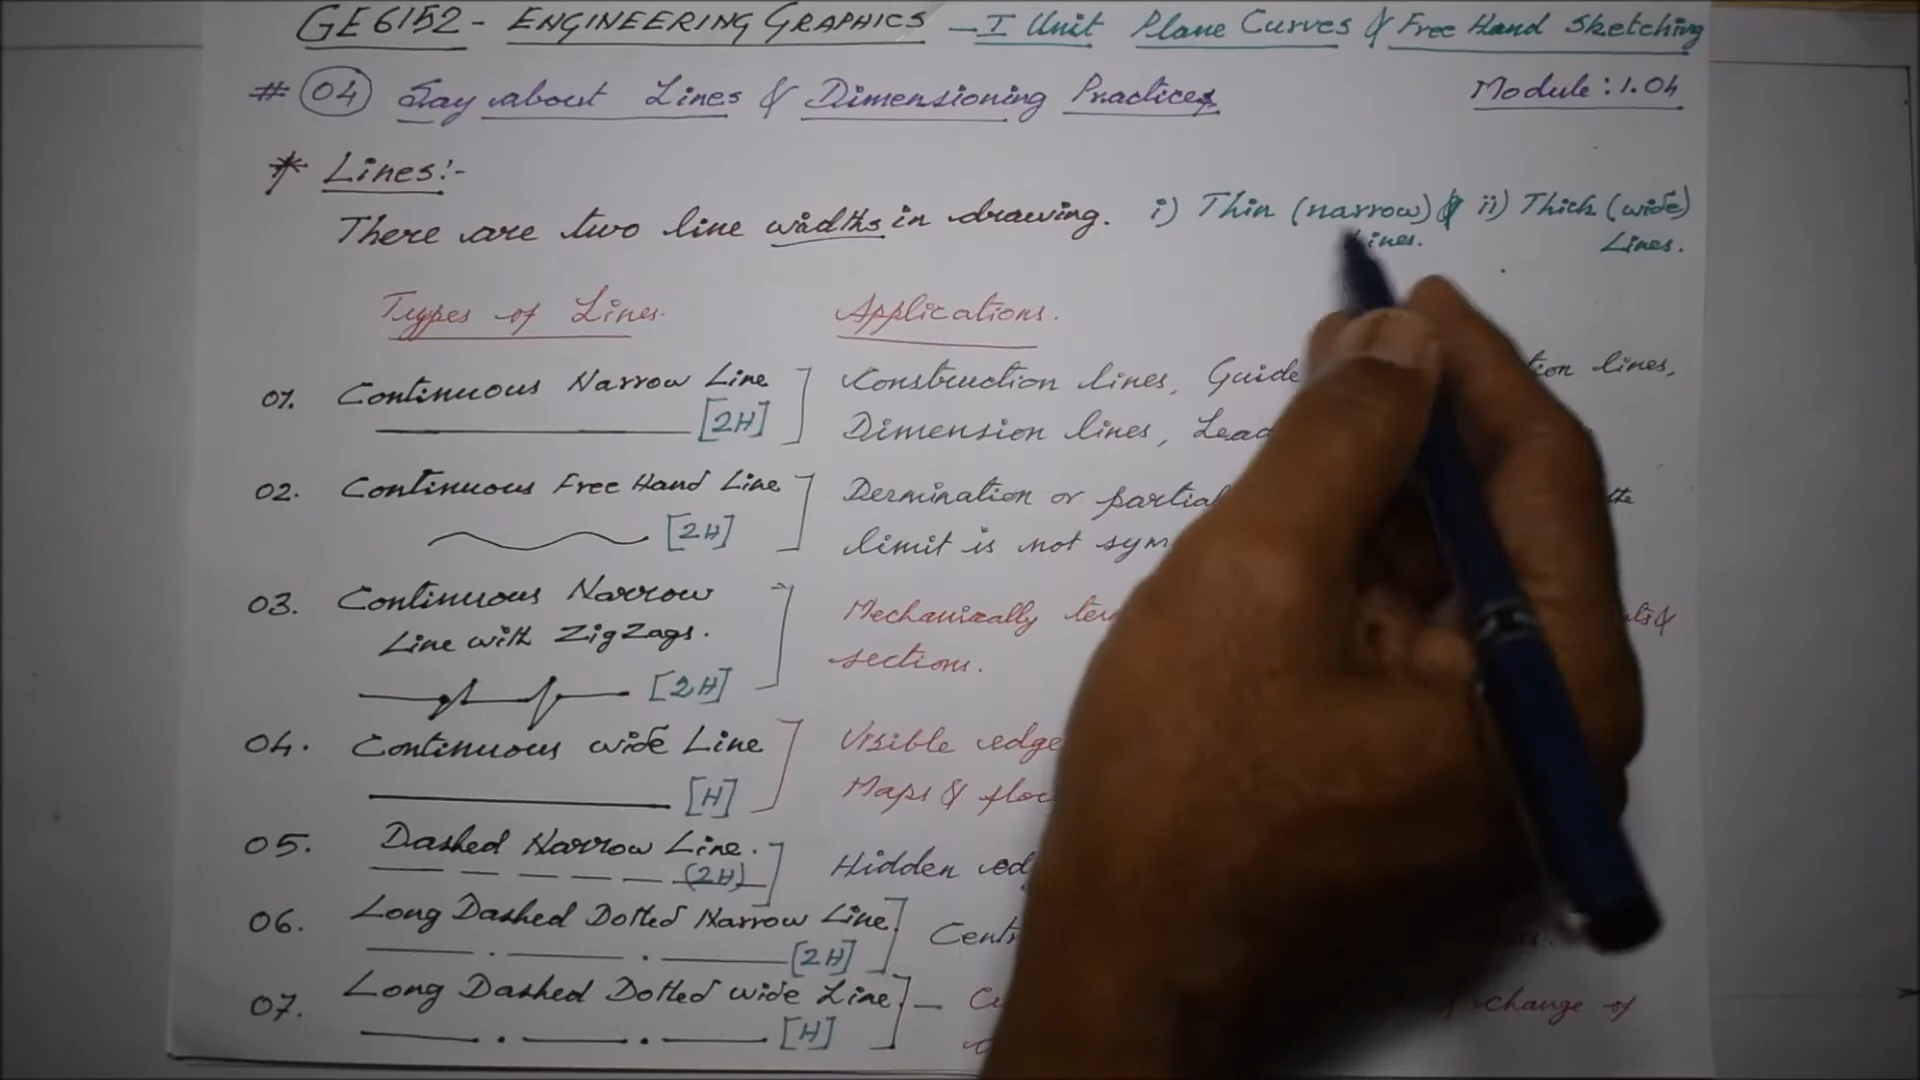 GE6152 - ENGINEERING GRAPHICS - I Unit Plane Curves & Free Hand Sketching
# 04 Say about Lines & Dimensioning Practices
Module: 1.04
* Lines:-
There are two line widths in drawing. i) Thin (narrow) & ii) Thick (wide)
Lines. Lines.
Types of Lines. Applications.
01. Continuous Narrow Line Construction lines, Guide lines,
[2H] Dimension lines,
02. Continuous Free Hand Line Dermination or partial the
[2H] limit is not
03. Continuous Narrow Mechanically
Line with ZigZags. sections.
[2H]
04. Continuous wide Line Visible edge
[H] Maps &
05. Dashed Narrow Line. Hidden
(2H)
06. Long Dashed Dotted Narrow Line
[2H]
07. Long Dashed Dotted wide Line - change of
[H]